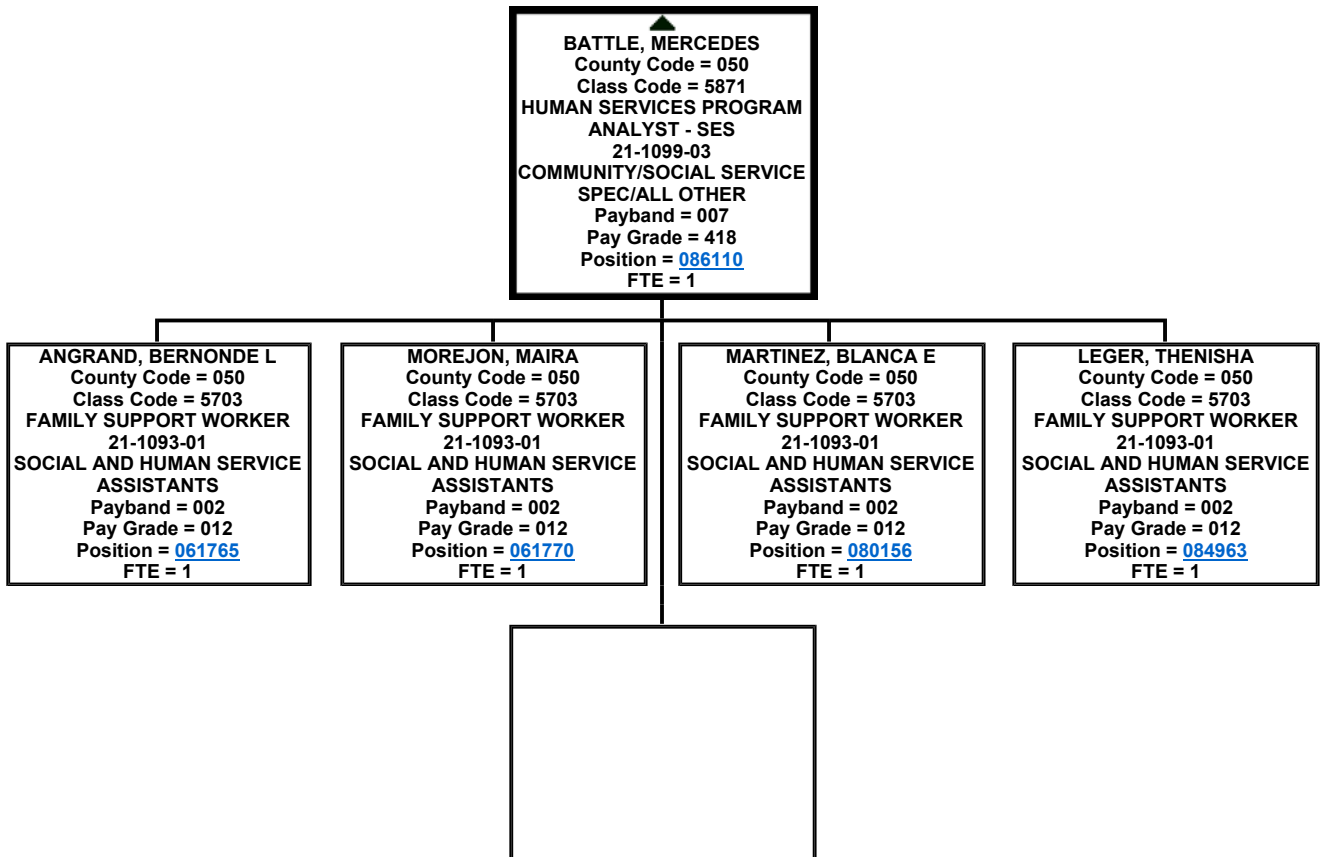 BATTLE, MERCEDES
County Code = 050
Class Code = 5871
HUMAN SERVICES PROGRAM
ANALYST - SES
21-1099-03
COMMUNITY/SOCIAL SERVICE
SPEC/ALL OTHER
Payband = 007
Pay Grade = 418
Position = 086110
FTE = 1
ANGRAND, BERNONDE L
County Code = 050
Class Code = 5703
FAMILY SUPPORT WORKER
21-1093-01
SOCIAL AND HUMAN SERVICE
ASSISTANTS
Payband = 002
Pay Grade = 012
Position = 061765
FTE = 1
MOREJON, MAIRA
County Code = 050
Class Code = 5703
FAMILY SUPPORT WORKER
21-1093-01
SOCIAL AND HUMAN SERVICE
ASSISTANTS
Payband = 002
Pay Grade = 012
Position = 061770
FTE = 1
MARTINEZ, BLANCA E
County Code = 050
Class Code = 5703
FAMILY SUPPORT WORKER
21-1093-01
SOCIAL AND HUMAN SERVICE
ASSISTANTS
Payband = 002
Pay Grade = 012
Position = 080156
FTE = 1
LEGER, THENISHA
County Code = 050
Class Code = 5703
FAMILY SUPPORT WORKER
21-1093-01
SOCIAL AND HUMAN SERVICE
ASSISTANTS
Payband = 002
Pay Grade = 012
Position = 084963
FTE = 1